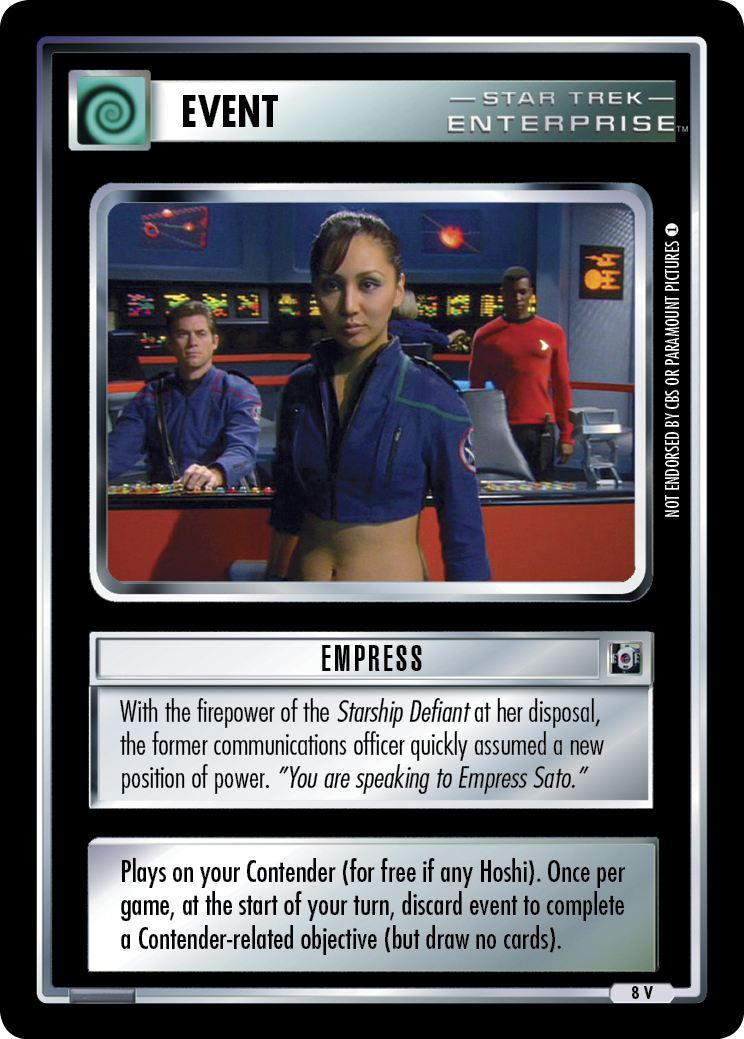 EVENT
— STAR TREK —
ENTERPRISE™
NOT ENDORSED BY CBS OR PARAMOUNT PICTURES 1
EMPRESS
With the firepower of the Starship Defiant at her disposal,
the former communications officer quickly assumed a new
position of power. "You are speaking to Empress Sato."
Plays on your Contender (for free if any Hoshi). Once per
game, at the start of your turn, discard event to complete
a Contender-related objective (but draw no cards).
8 V